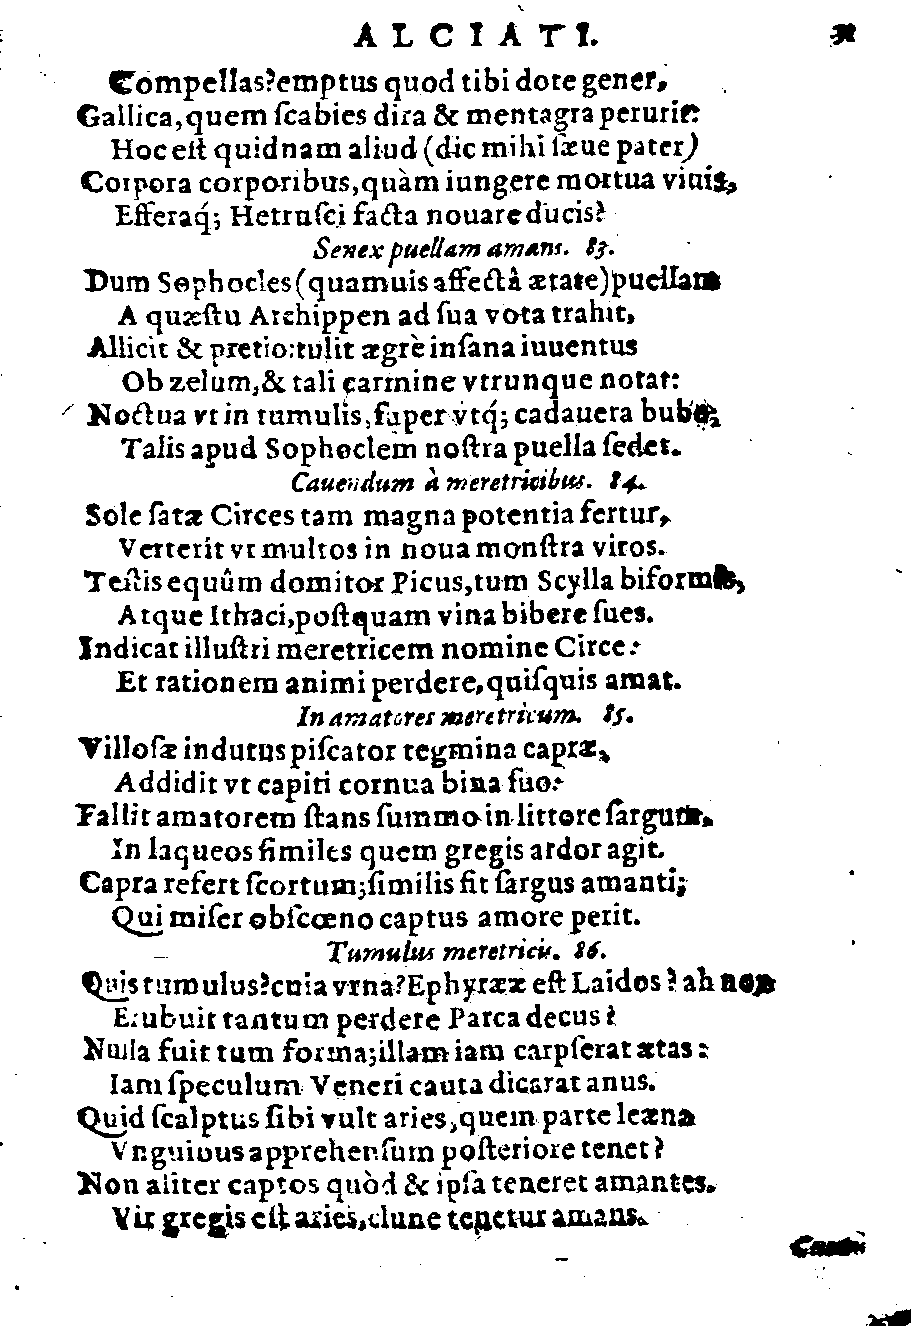 ALCIATI. 31
Compellas?emptus quod tibi dote gener,
Gallica,quem ſcabies dira & mentagra perurit:
Hoc eſt quidnam aliud (dic mihi ſæue pater)
Corpora corporibus,quàm iungere mortua viuis,
Efferaq́; Hetruſci facta nouare ducis?
Senex puellam amans. 83.
Dum Sophocles (quamuis affectâ ætate)puellam
A quæſtu Archippen ad ſua vota trahit,
Allicit & pretio:tulit ægrè inſana iuuentus
Ob zelum,& tali carmine vtrunque notat:
Noctua vt in tumulis,ſuper vtq́; cadauera bubo,
Talis apud Sophoclem noſtra puella ſedet.
Cauendum à meretricibus. 84.
Sole ſatæ Circes tam magna potentia fertur,
Verterit vt multos in noua monſtra viros.
Teſtis equûm domitor Picus,tum Scylla biformis,
Atque Ithaci,poſtquam vina bibere ſues.
Indicat illuſtri meretricem nomine Circe:
Et rationem animi perdere,quiſquis amat.
In amatores meretricum. 85.
Villoſæ indutus piſcator tegmina capræ,
Addidit vt capiti cornua bina ſuo:
Fallit amatorem ſtans ſummo in littore ſargum,
In laqueos ſimiles quem gregis ardor agit.
Capra refert ſcortum;ſimilis fit ſargus amanti;
Qui miſer obſcœno captus amore perit.
Tumulus meretricis. 86.
Quis tumulus?cuia vrna?Ephyrææ eſt Laidos? ah non
Erubuit tantum perdere Parca decus?
Nulla fuit tum forma;illam iam carpſerat ætas:
Iam ſpeculum Veneri cauta dicarat anus.
Quid ſcalptus ſibi vult aries,quem parte leæna
Vnguibus apprehenſum poſteriore tenet?
Non aliter captos quòd & ipſa teneret amantes.
Vir gregis eſt aries,clune tenetur amans.